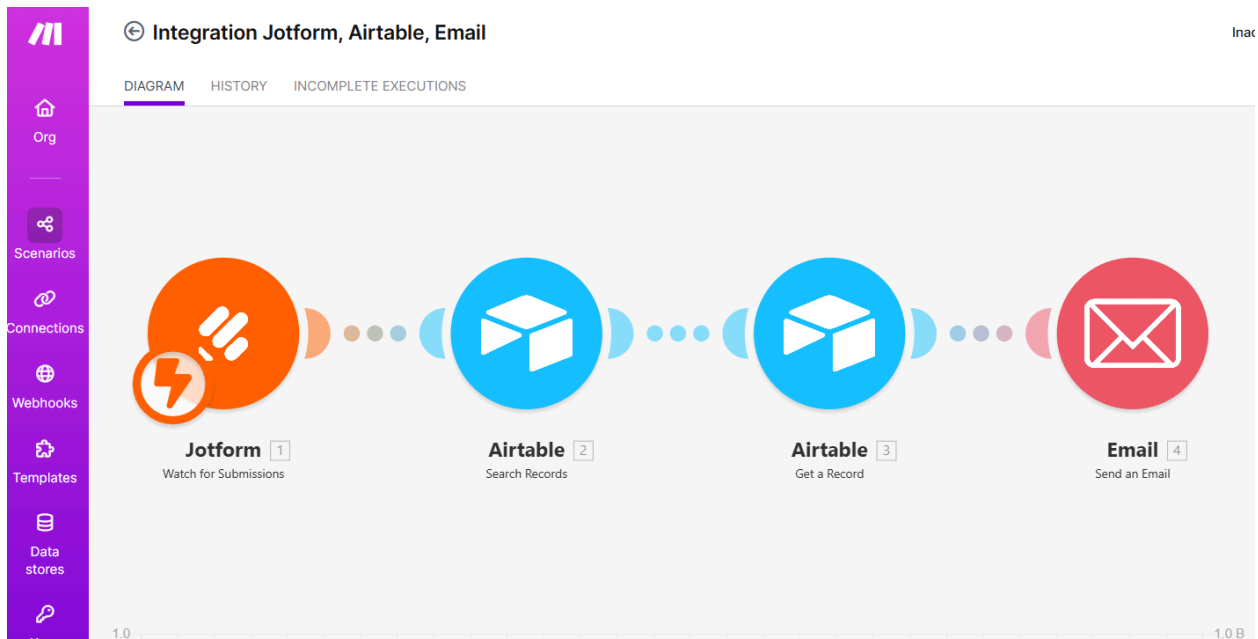 Integration Jotform, Airtable, Email
Inac
DIAGRAM HISTORY INCOMPLETE EXECUTIONS
Org
Scenarios
Connections
Webhooks
Templates
Data
stores
Jotform 1
Watch for Submissions
Airtable 2
Search Records
Airtable 3
Get a Record
Email 4
Send an Email
1.0
1.0 B